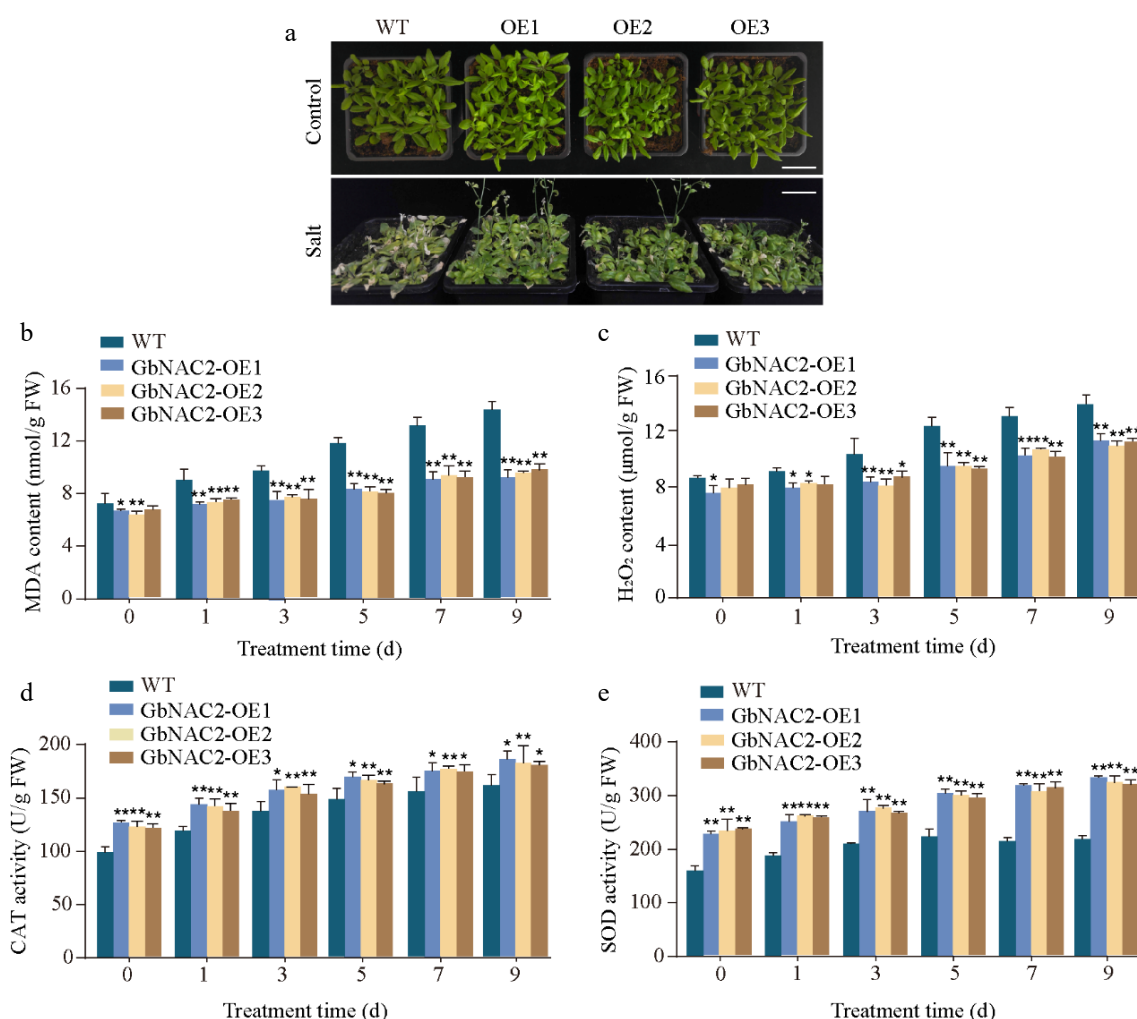 a
WT OE1 OE2 OE3
Control
Salt
b
WT
GbNAC2-OE1
GbNAC2-OE2
GbNAC2-OE3
MDA content (nmol/g FW)
16
12
8
4
0
* ** ** **** ** ** ** ** ** ** ** ** ** ** ** ** **
0 1 3 5 7 9
Treatment time (d)
c
WT
GbNAC2-OE1
GbNAC2-OE2
GbNAC2-OE3
H₂O₂ content (μmol/g FW)
16
12
8
4
0
* * * ** ** * ** ** ** **** ** ** ** **
0 1 3 5 7 9
Treatment time (d)
d
WT
GbNAC2-OE1
GbNAC2-OE2
GbNAC2-OE3
CAT activity (U/g FW)
200
150
100
50
0
**** ** ** ** ** * ** ** * ** ** * *** * ** *
0 1 3 5 7 9
Treatment time (d)
e
WT
GbNAC2-OE1
GbNAC2-OE2
GbNAC2-OE3
SOD activity (U/g FW)
400
300
200
100
0
** ** ** ****** ** ** ** ** ** ** ** ** ** **** **
0 1 3 5 7 9
Treatment time (d)